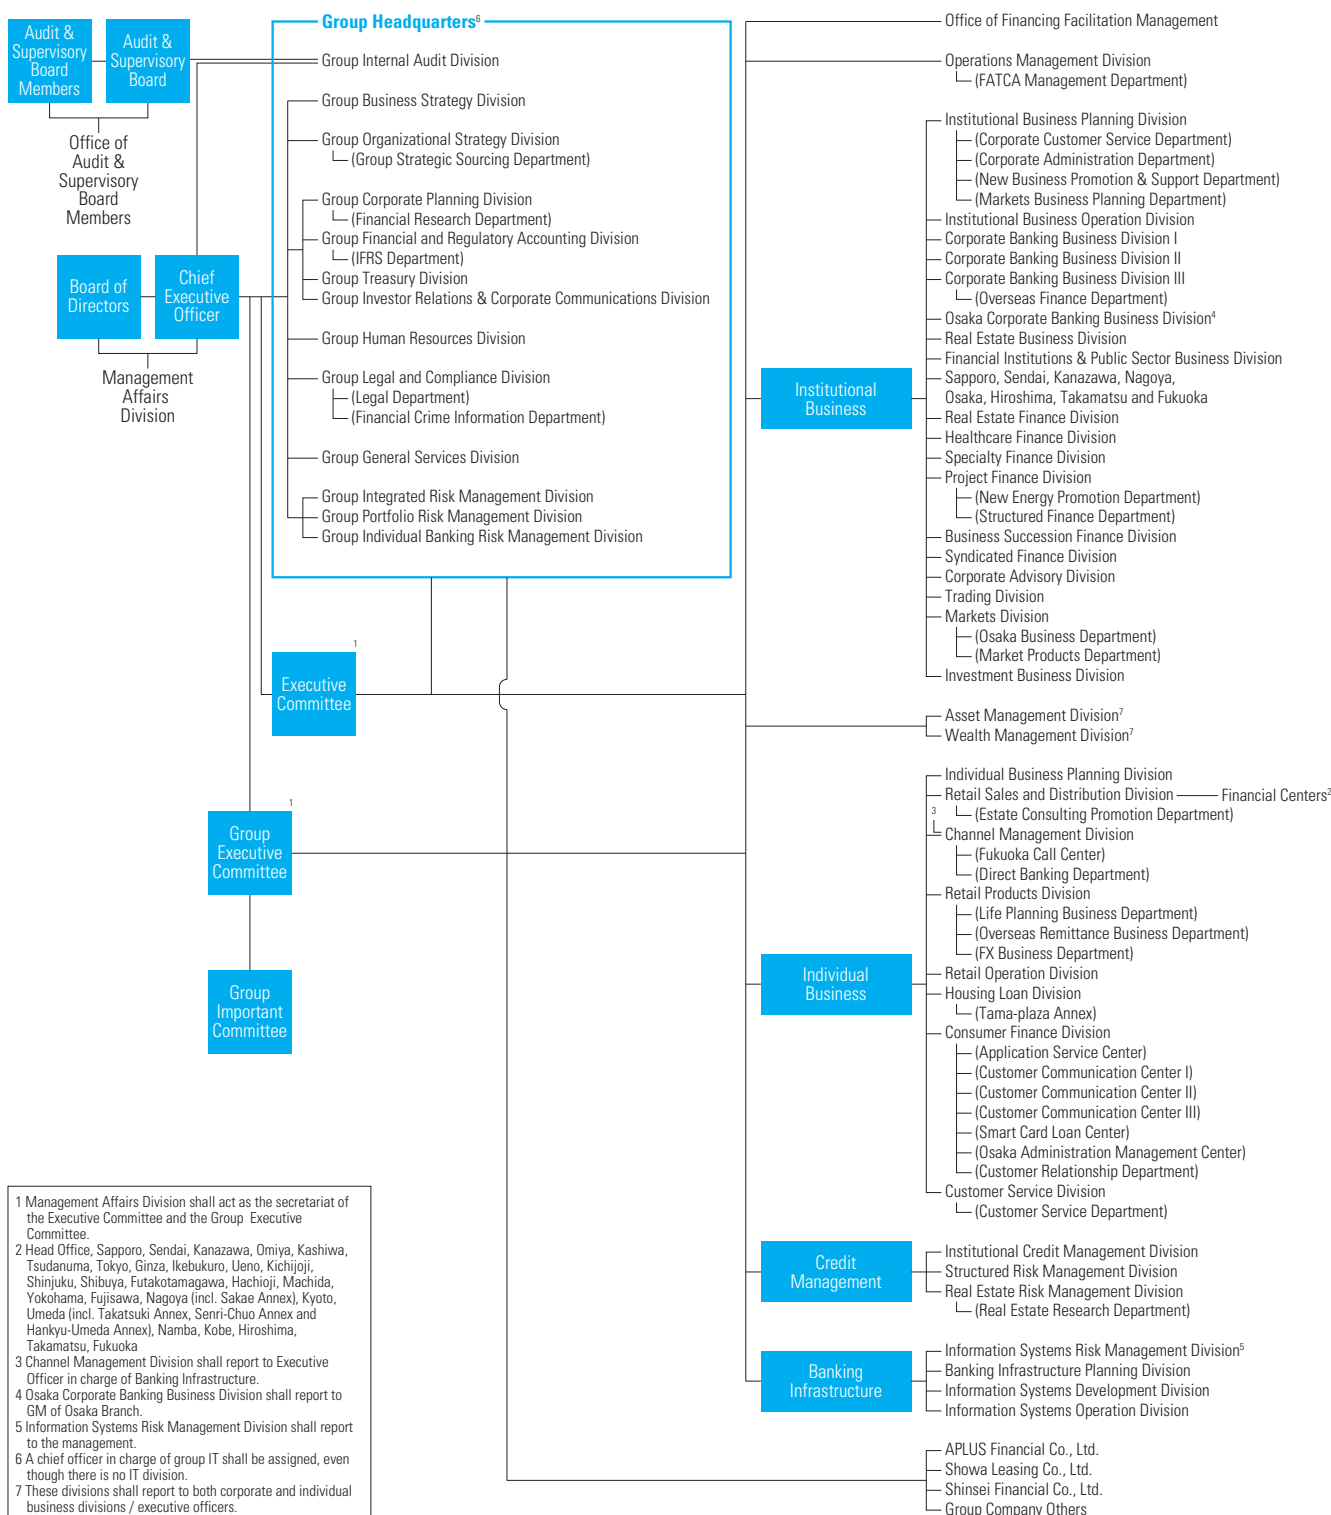 Audit &
Supervisory
Board
Members
Audit &
Supervisory
Board
Office of
Audit &
Supervisory
Board
Members
Board of
Directors
Chief
Executive
Officer
Management
Affairs
Division
Group Headquarters6
Group Internal Audit Division
Group Business Strategy Division
Group Organizational Strategy Division
(Group Strategic Sourcing Department)
Group Corporate Planning Division
(Financial Research Department)
Group Financial and Regulatory Accounting Division
(IFRS Department)
Group Treasury Division
Group Investor Relations & Corporate Communications Division
Group Human Resources Division
Group Legal and Compliance Division
(Legal Department)
(Financial Crime Information Department)
Group General Services Division
Group Integrated Risk Management Division
Group Portfolio Risk Management Division
Group Individual Banking Risk Management Division
1
Executive
Committee
1
Group
Executive
Committee
Group
Important
Committee
Office of Financing Facilitation Management
Operations Management Division
(FATCA Management Department)
Institutional
Business
Institutional Business Planning Division
(Corporate Customer Service Department)
(Corporate Administration Department)
(New Business Promotion & Support Department)
(Markets Business Planning Department)
Institutional Business Operation Division
Corporate Banking Business Division I
Corporate Banking Business Division II
Corporate Banking Business Division III
(Overseas Finance Department)
Osaka Corporate Banking Business Division4
Real Estate Business Division
Financial Institutions & Public Sector Business Division
Sapporo, Sendai, Kanazawa, Nagoya,
Osaka, Hiroshima, Takamatsu and Fukuoka
Real Estate Finance Division
Healthcare Finance Division
Specialty Finance Division
Project Finance Division
(New Energy Promotion Department)
(Structured Finance Department)
Business Succession Finance Division
Syndicated Finance Division
Corporate Advisory Division
Trading Division
Markets Division
(Osaka Business Department)
(Market Products Department)
Investment Business Division
Asset Management Division7
Wealth Management Division7
Individual
Business
Individual Business Planning Division
Retail Sales and Distribution Division
Financial Centers2
(Estate Consulting Promotion Department)
3
Channel Management Division
(Fukuoka Call Center)
(Direct Banking Department)
Retail Products Division
(Life Planning Business Department)
(Overseas Remittance Business Department)
(FX Business Department)
Retail Operation Division
Housing Loan Division
(Tama-plaza Annex)
Consumer Finance Division
(Application Service Center)
(Customer Communication Center I)
(Customer Communication Center II)
(Customer Communication Center III)
(Smart Card Loan Center)
(Osaka Administration Management Center)
(Customer Relationship Department)
Customer Service Division
(Customer Service Department)
Credit
Management
Institutional Credit Management Division
Structured Risk Management Division
Real Estate Risk Management Division
(Real Estate Research Department)
Banking
Infrastructure
Information Systems Risk Management Division5
Banking Infrastructure Planning Division
Information Systems Development Division
Information Systems Operation Division
APLUS Financial Co., Ltd.
Showa Leasing Co., Ltd.
Shinsei Financial Co., Ltd.
Group Company Others
1 Management Affairs Division shall act as the secretariat of
the Executive Committee and the Group Executive
Committee.
2 Head Office, Sapporo, Sendai, Kanazawa, Omiya, Kashiwa,
Tsudanuma, Tokyo, Ginza, Ikebukuro, Ueno, Kichijoji,
Shinjuku, Shibuya, Futakotamagawa, Hachioji, Machida,
Yokohama, Fujisawa, Nagoya (incl. Sakae Annex), Kyoto,
Umeda (incl. Takatsuki Annex, Senri-Chuo Annex and
Hankyu-Umeda Annex), Namba, Kobe, Hiroshima,
Takamatsu, Fukuoka
3 Channel Management Division shall report to Executive
Officer in charge of Banking Infrastructure.
4 Osaka Corporate Banking Business Division shall report to
GM of Osaka Branch.
5 Information Systems Risk Management Division shall report
to the management.
6 A chief officer in charge of group IT shall be assigned, even
though there is no IT division.
7 These divisions shall report to both corporate and individual
business divisions / executive officers.